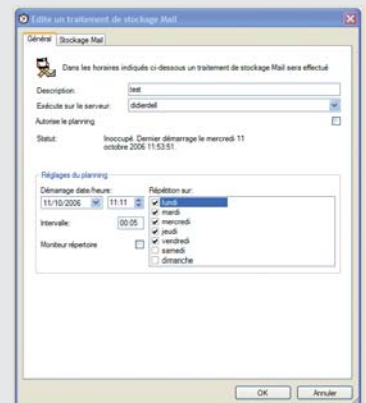 Edite un traitement de stockage Mail
Général Stockage Mail
Dans les horaires indiqués ci-dessous un traitement de stockage Mail sera effectué
Description: test
Exécute sur le serveur: didierdell
Autorise le planning
Statut: Inoccupé. Dernier démarrage le mercredi 11
octobre 2006 11:53:51.
Réglages du planning
Démarrage date/heure: Répétition sur:
11/10/2006 11:11 lundi
mardi
Intervalle: 00:05 mercredi
jeudi
Moniteur répertoire vendredi
samedi
dimanche
OK Annuler